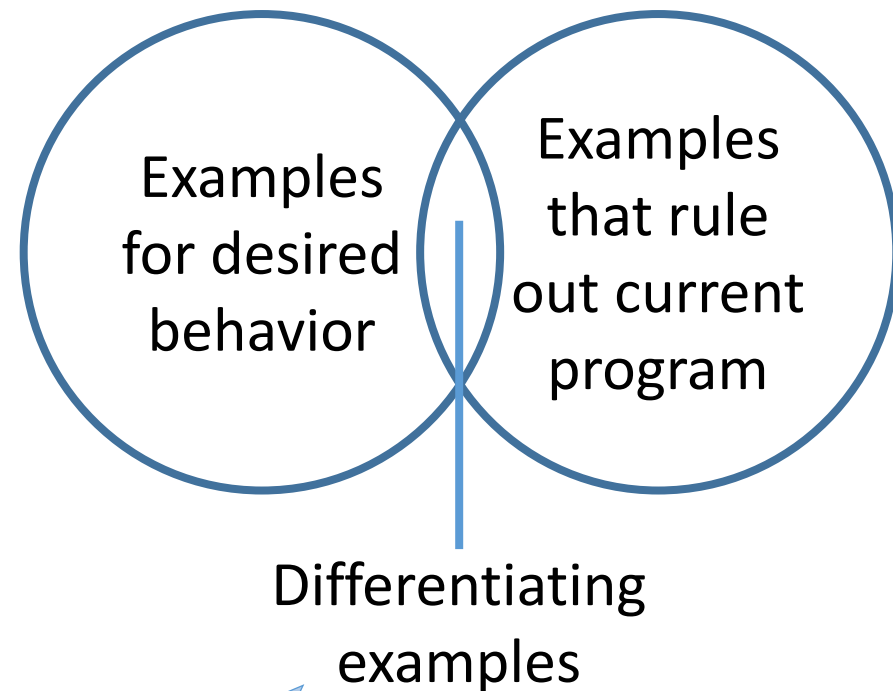 Examples
for desired
behavior
Examples
that rule
out current
program
Differentiating
examples